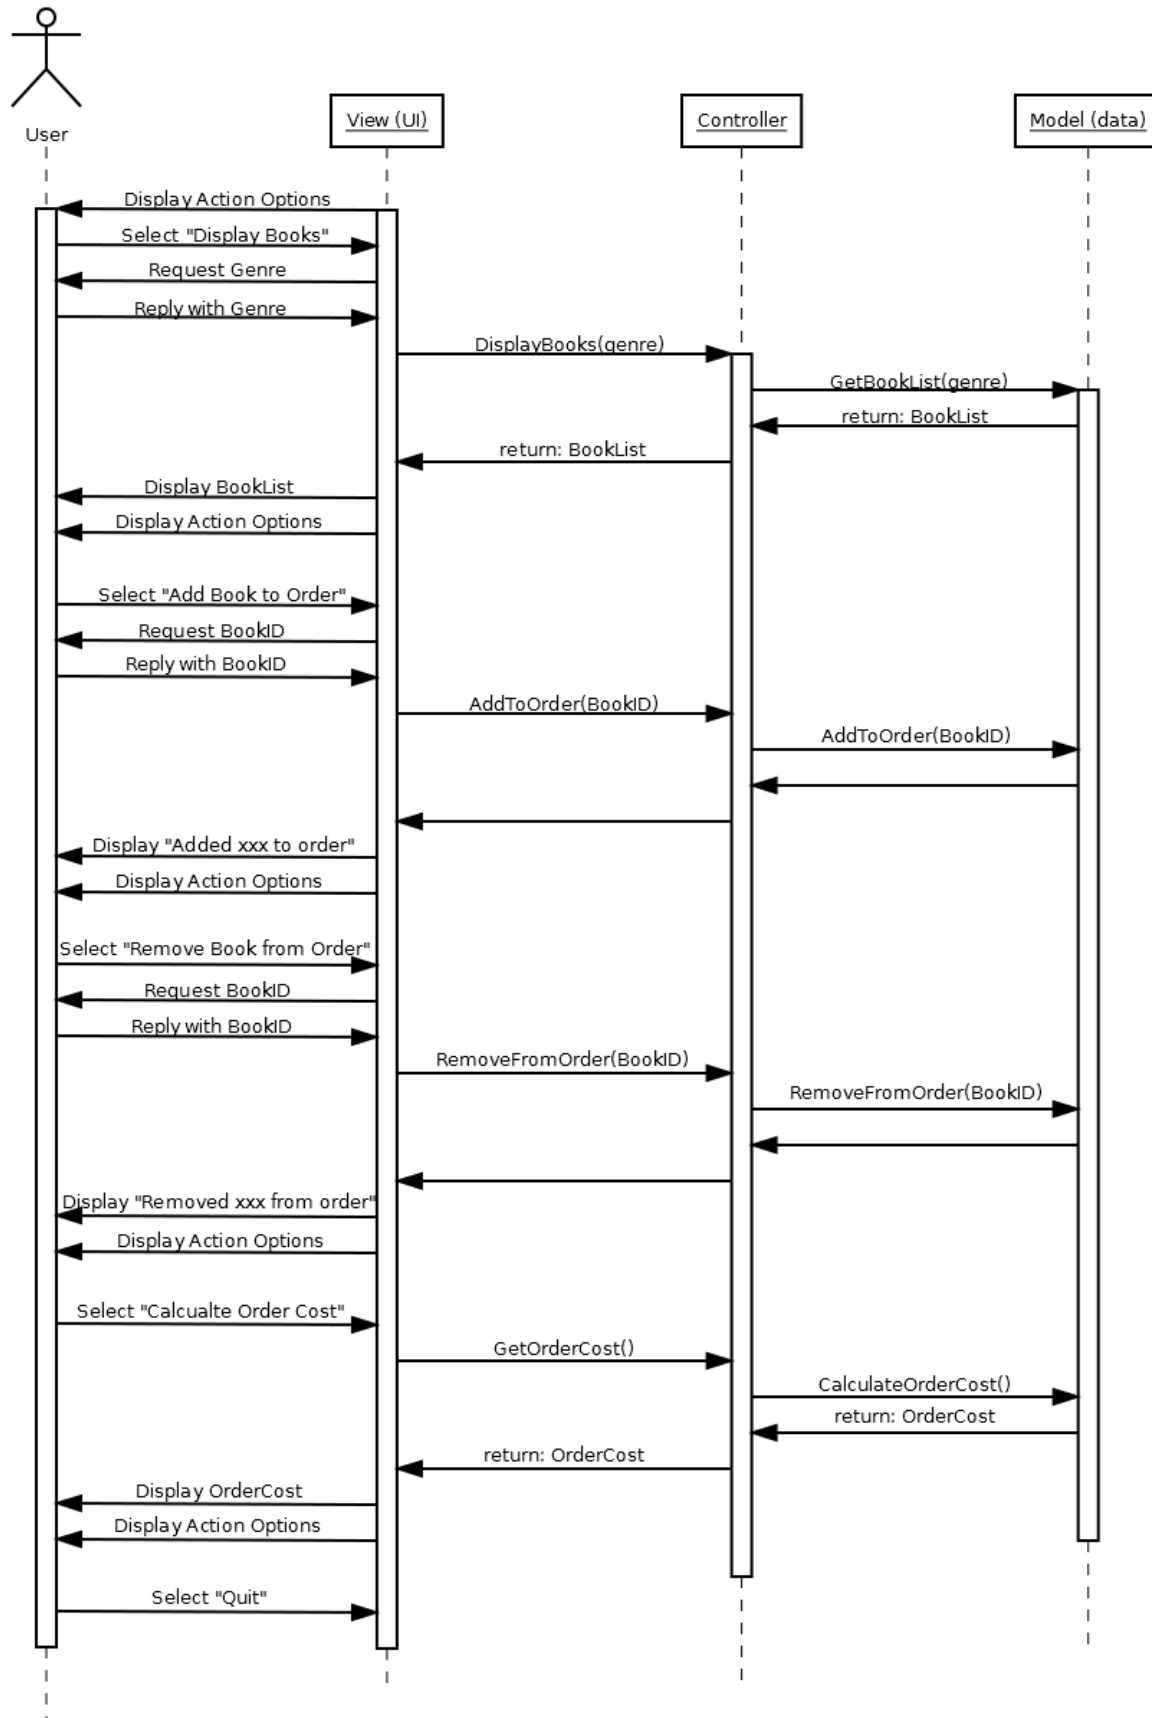 User
View (UI)
Controller
Model (data)
Display Action Options
Select "Display Books"
Request Genre
Reply with Genre
DisplayBooks(genre)
GetBookList(genre)
return: BookList
return: BookList
Display BookList
Display Action Options
Select "Add Book to Order"
Request BookID
Reply with BookID
AddToOrder(BookID)
AddToOrder(BookID)
Display "Added xxx to order"
Display Action Options
Select "Remove Book from Order"
Request BookID
Reply with BookID
RemoveFromOrder(BookID)
RemoveFromOrder(BookID)
Display "Removed xxx from order"
Display Action Options
Select "Calcualte Order Cost"
GetOrderCost()
CalculateOrderCost()
return: OrderCost
return: OrderCost
Display OrderCost
Display Action Options
Select "Quit"